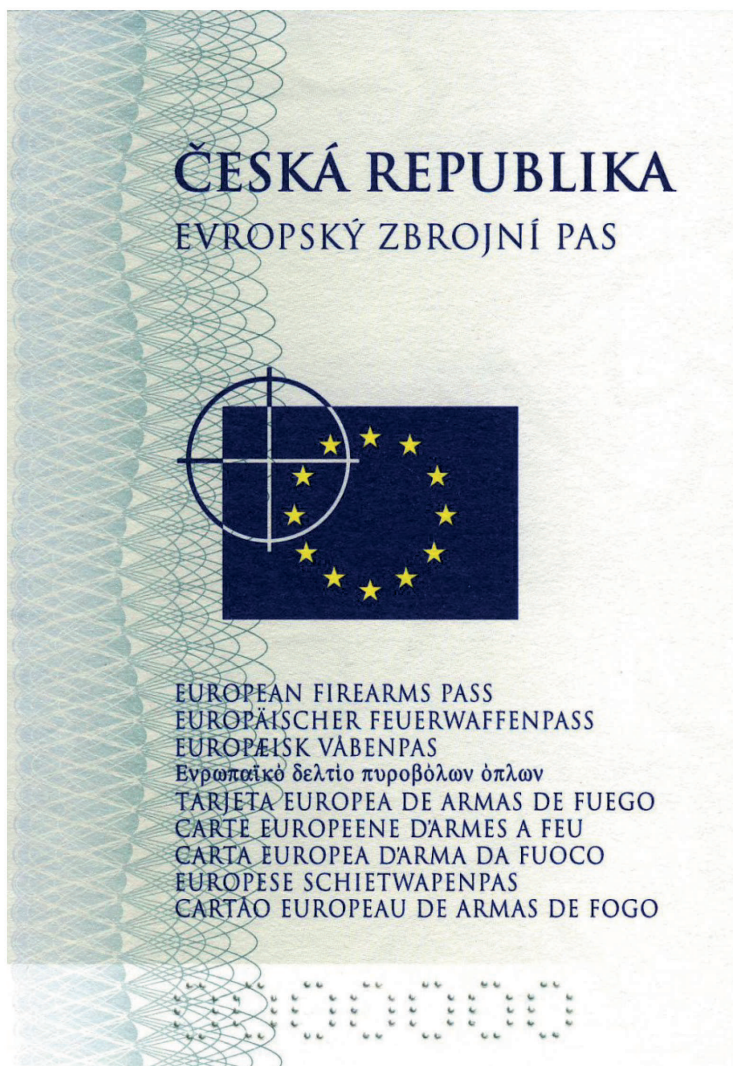 ČESKÁ REPUBLIKA
EVROPSKÝ ZBROJNÍ PAS
EUROPEAN FIREARMS PASS
EUROPÄISCHER FEUERWAFFENPASS
EUROPÆISK VÅBENPAS
Ενρωπαϊκό δελτίο πυροβόλων όπλων
TARJETA EUROPEA DE ARMAS DE FUEGO
CARTE EUROPEENE D'ARMES A FEU
CARTA EUROPEA D'ARMA DA FUOCO
EUROPESE SCHIETWAPENPAS
CARTÃO EUROPEAU DE ARMAS DE FOGO
000000